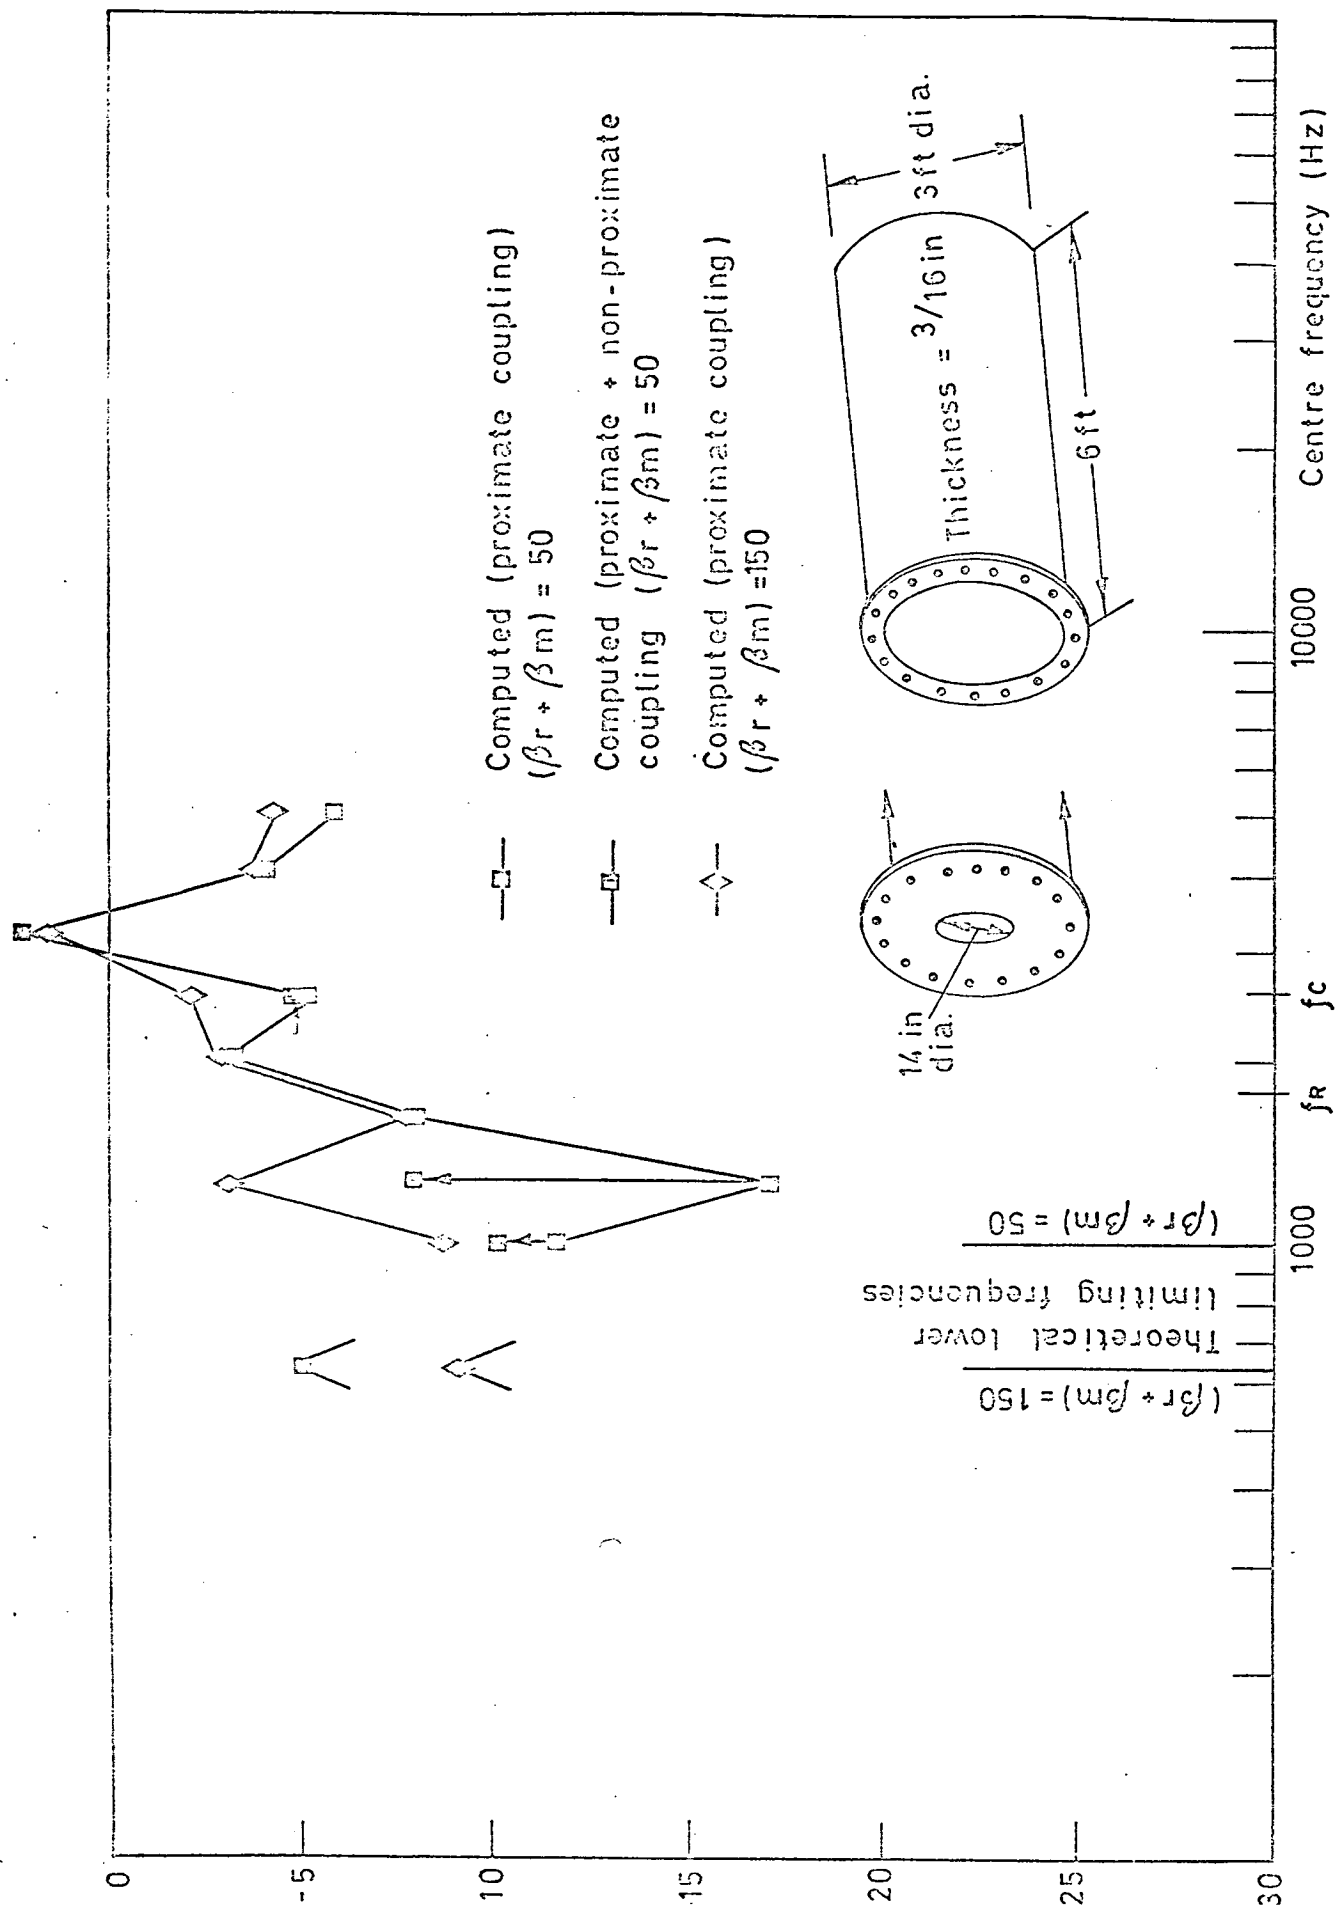 0
-5
10
15
20
25
30
Computed (proximate coupling)
(βr + βm) = 50
Computed (proximate + non-proximate
coupling (βr + βm) = 50
Computed (proximate coupling)
(βr + βm) =150
14 in
dia.
Thickness = 3/16 in
3ft dia.
6 ft
(βr + βm) = 150
Theoretical lower
limiting frequencies
(βr + βm) = 50
1000
fR
fC
10000
Centre frequency (Hz)